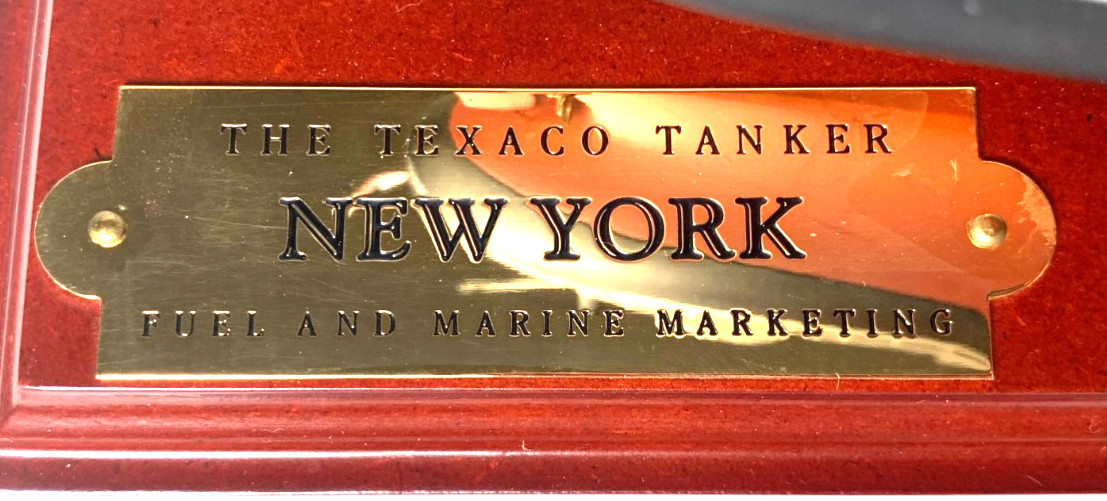 THE TEXACO TANKER
NEW YORK
FUEL AND MARINE MARKETING